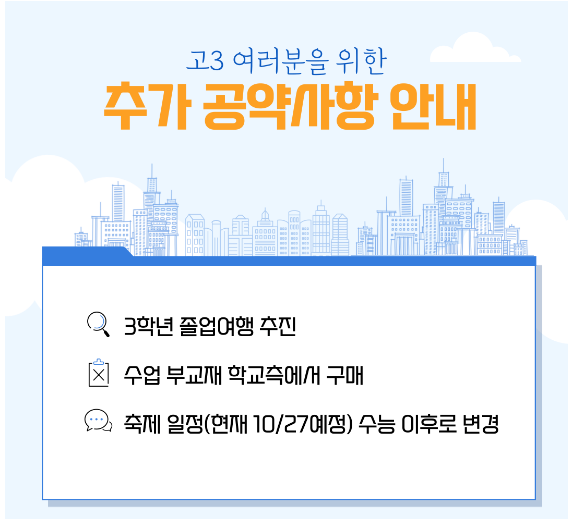 고3 여러분을 위한
추가 공약사항 안내
3학년 졸업여행 추진
수업 부교재 학교측에서 구매
축제 일정(현재 10/27예정) 수능 이후로 변경